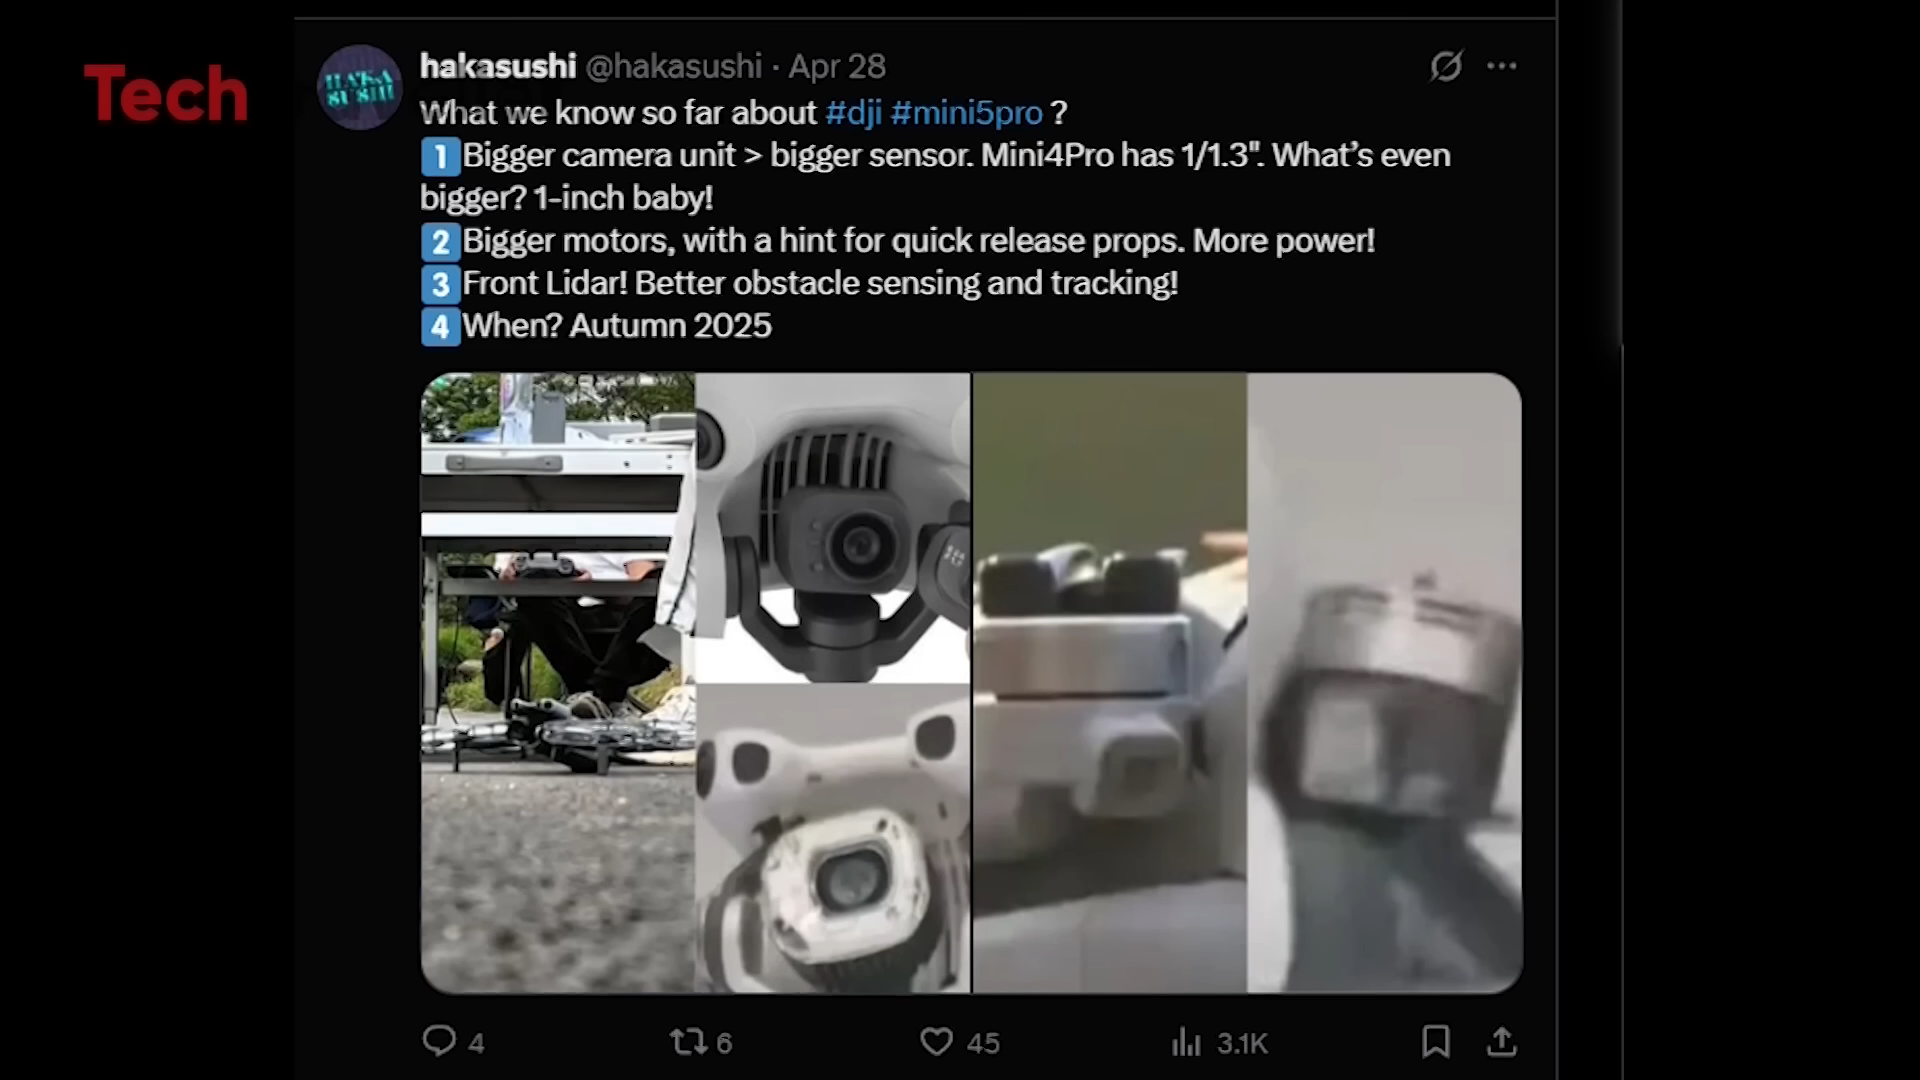 Tech
HAKA
SUSHI
hakasushi @hakasushi · Apr 28
What we know so far about #dji #mini5pro ?
1 Bigger camera unit > bigger sensor. Mini4Pro has 1/1.3". What’s even
bigger? 1-inch baby!
2 Bigger motors, with a hint for quick release props. More power!
3 Front Lidar! Better obstacle sensing and tracking!
4 When? Autumn 2025
4
6
45
3.1K